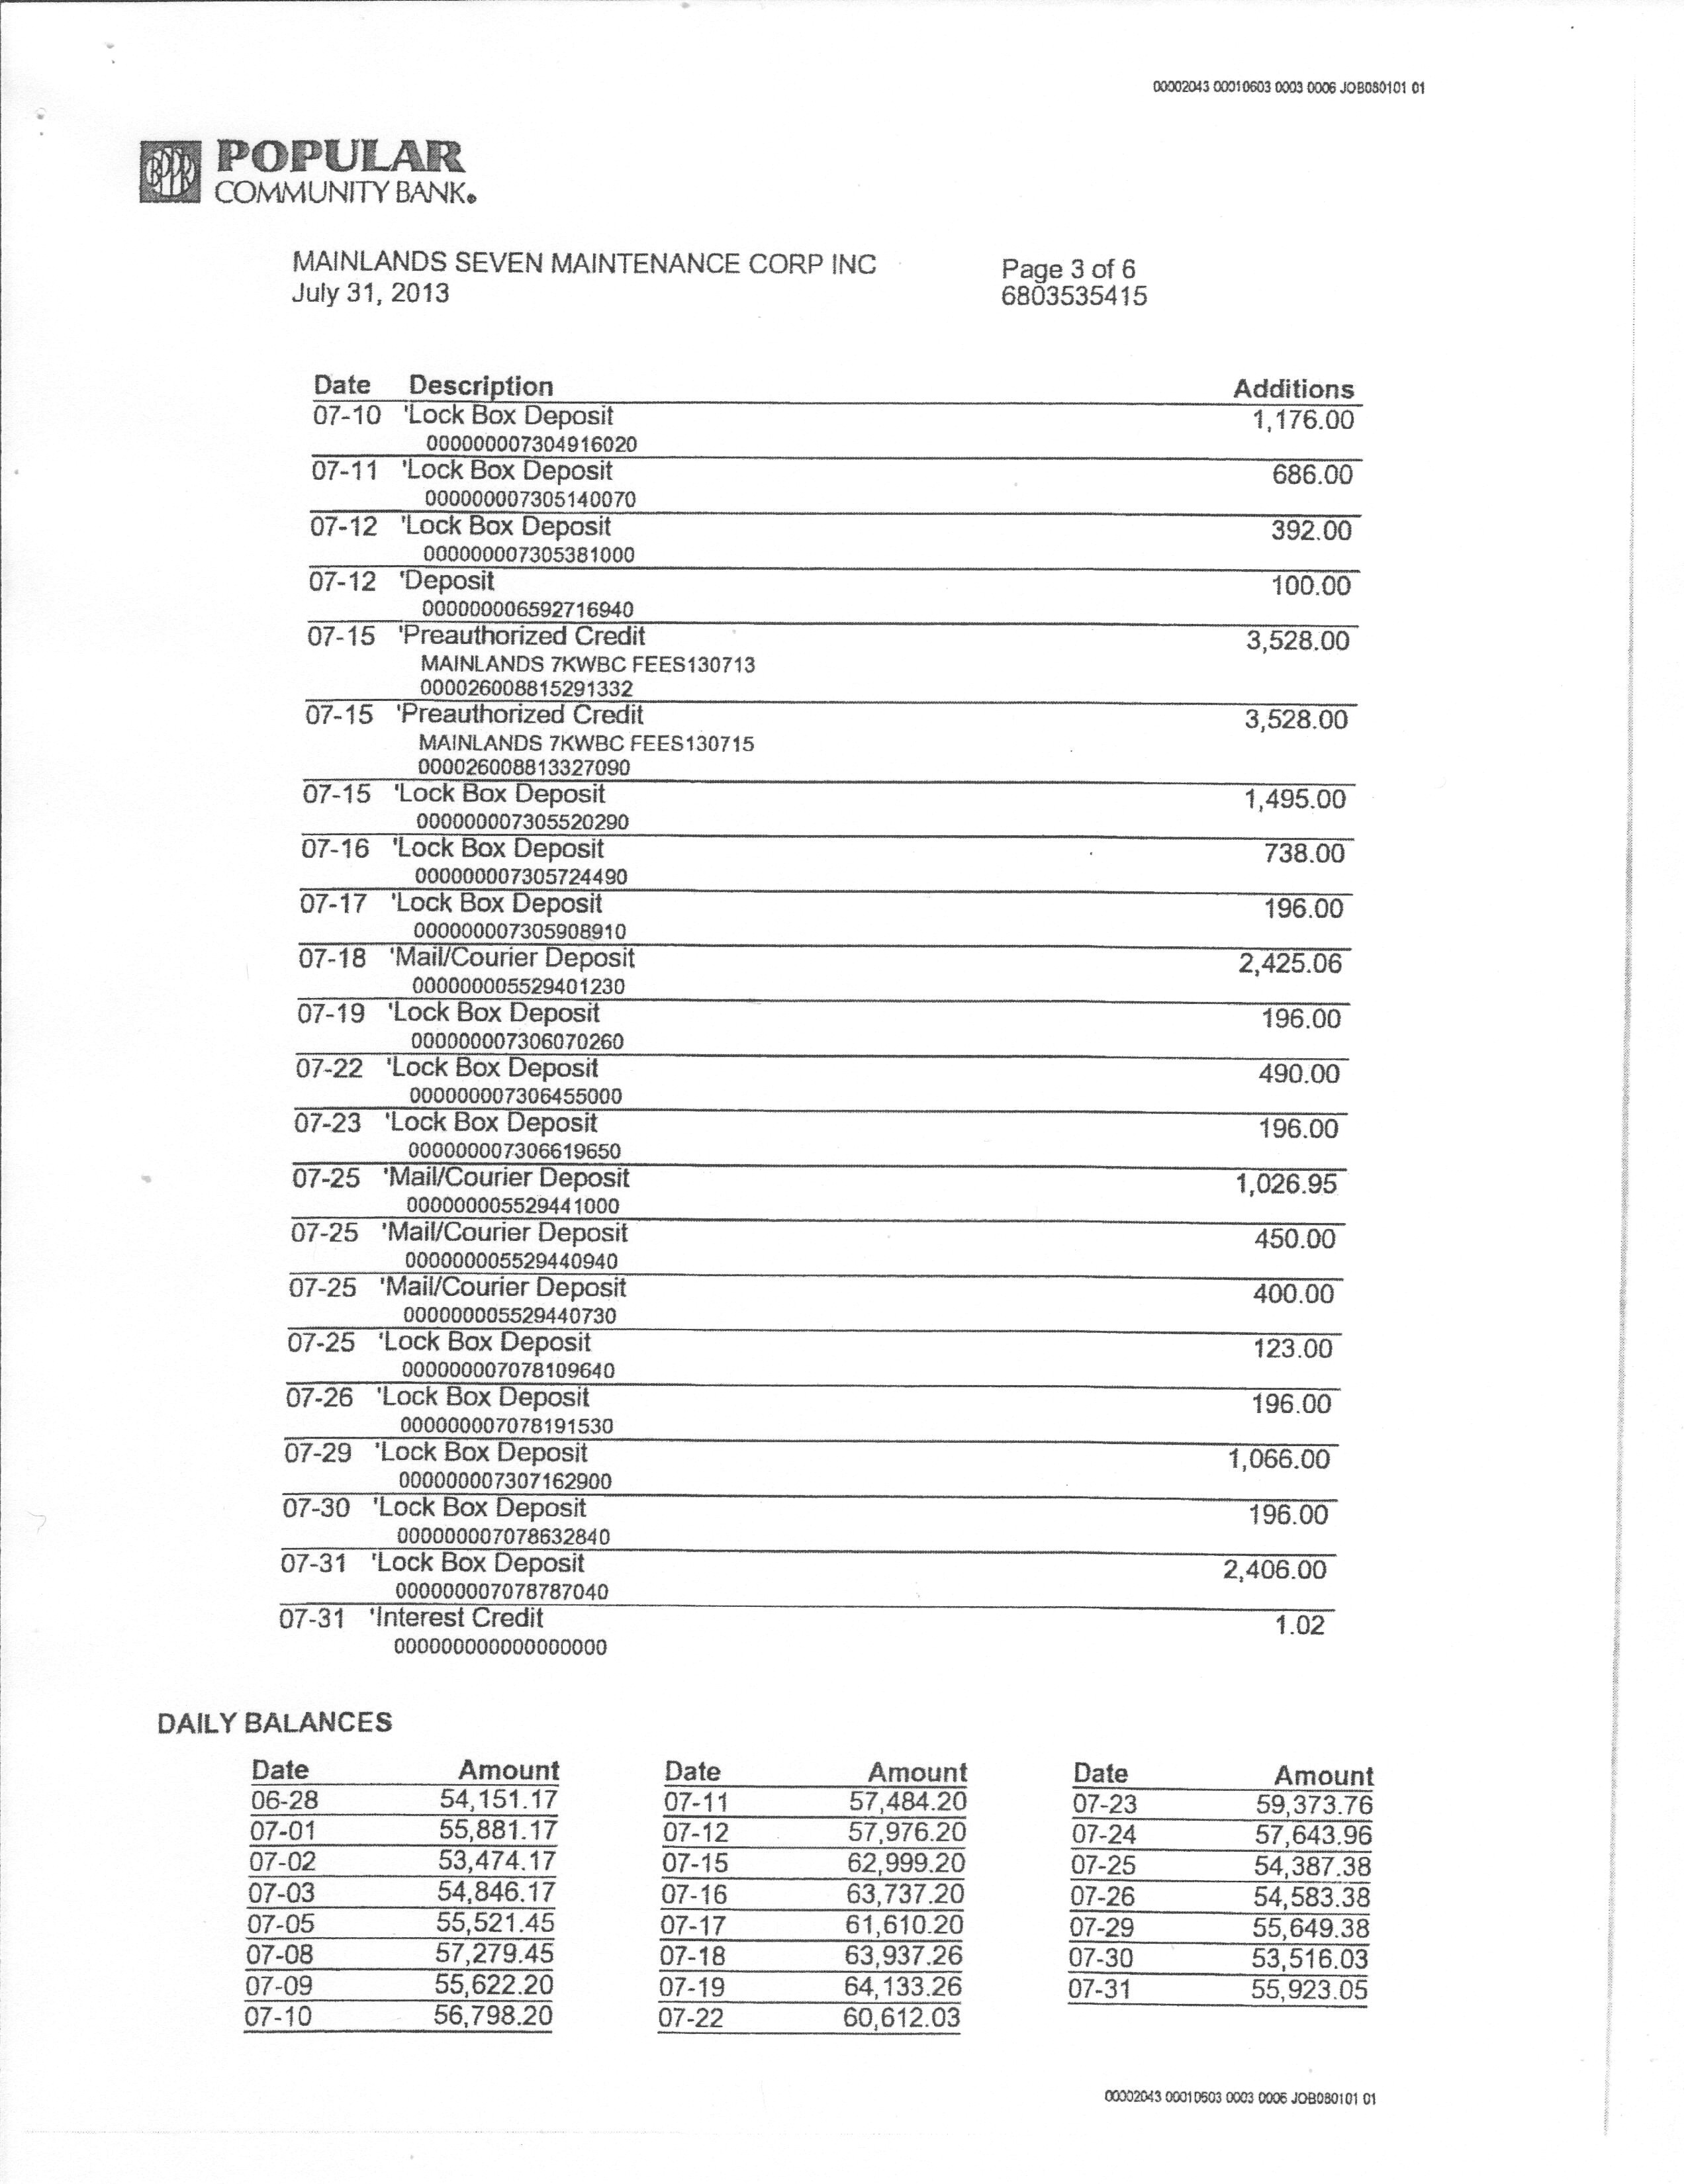 00002043 00010603 0003 0006 JOB080101 01
POPULAR
COMMUNITY BANK.
MAINLANDS SEVEN MAINTENANCE CORP INC Page 3 of 6
July 31, 2013 6803535415
Date Description Additions
07-10 'Lock Box Deposit 1,176.00
000000007304916020
07-11 'Lock Box Deposit 686.00
000000007305140070
07-12 'Lock Box Deposit 392.00
000000007305381000
07-12 'Deposit 100.00
000000006592716940
07-15 'Preauthorized Credit 3,528.00
MAINLANDS 7KWBC FEES130713
000026008815291332
07-15 'Preauthorized Credit 3,528.00
MAINLANDS 7KWBC FEES130715
000026008813327090
07-15 'Lock Box Deposit 1,495.00
000000007305520290
07-16 'Lock Box Deposit 738.00
000000007305724490
07-17 'Lock Box Deposit 196.00
000000007305908910
07-18 'Mail/Courier Deposit 2,425.06
000000005529401230
07-19 'Lock Box Deposit 196.00
000000007306070260
07-22 'Lock Box Deposit 490.00
000000007306455000
07-23 'Lock Box Deposit 196.00
000000007306619650
07-25 'Mail/Courier Deposit 1,026.95
000000005529441000
07-25 'Mail/Courier Deposit 450.00
000000005529440940
07-25 'Mail/Courier Deposit 400.00
000000005529440730
07-25 'Lock Box Deposit 123.00
000000007078109640
07-26 'Lock Box Deposit 196.00
000000007078191530
07-29 'Lock Box Deposit 1,066.00
000000007307162900
07-30 'Lock Box Deposit 196.00
000000007078632840
07-31 'Lock Box Deposit 2,406.00
000000007078787040
07-31 'Interest Credit 1.02
000000000000000000
DAILY BALANCES
Date Amount Date Amount Date Amount
06-28 54,151.17 07-11 57,484.20 07-23 59,373.76
07-01 55,881.17 07-12 57,976.20 07-24 57,643.96
07-02 53,474.17 07-15 62,999.20 07-25 54,387.38
07-03 54,846.17 07-16 63,737.20 07-26 54,583.38
07-05 55,521.45 07-17 61,610.20 07-29 55,649.38
07-08 57,279.45 07-18 63,937.26 07-30 53,516.03
07-09 55,622.20 07-19 64,133.26 07-31 55,923.05
07-10 56,798.20 07-22 60,612.03
00002043 00010603 0003 0006 JOB080101 01